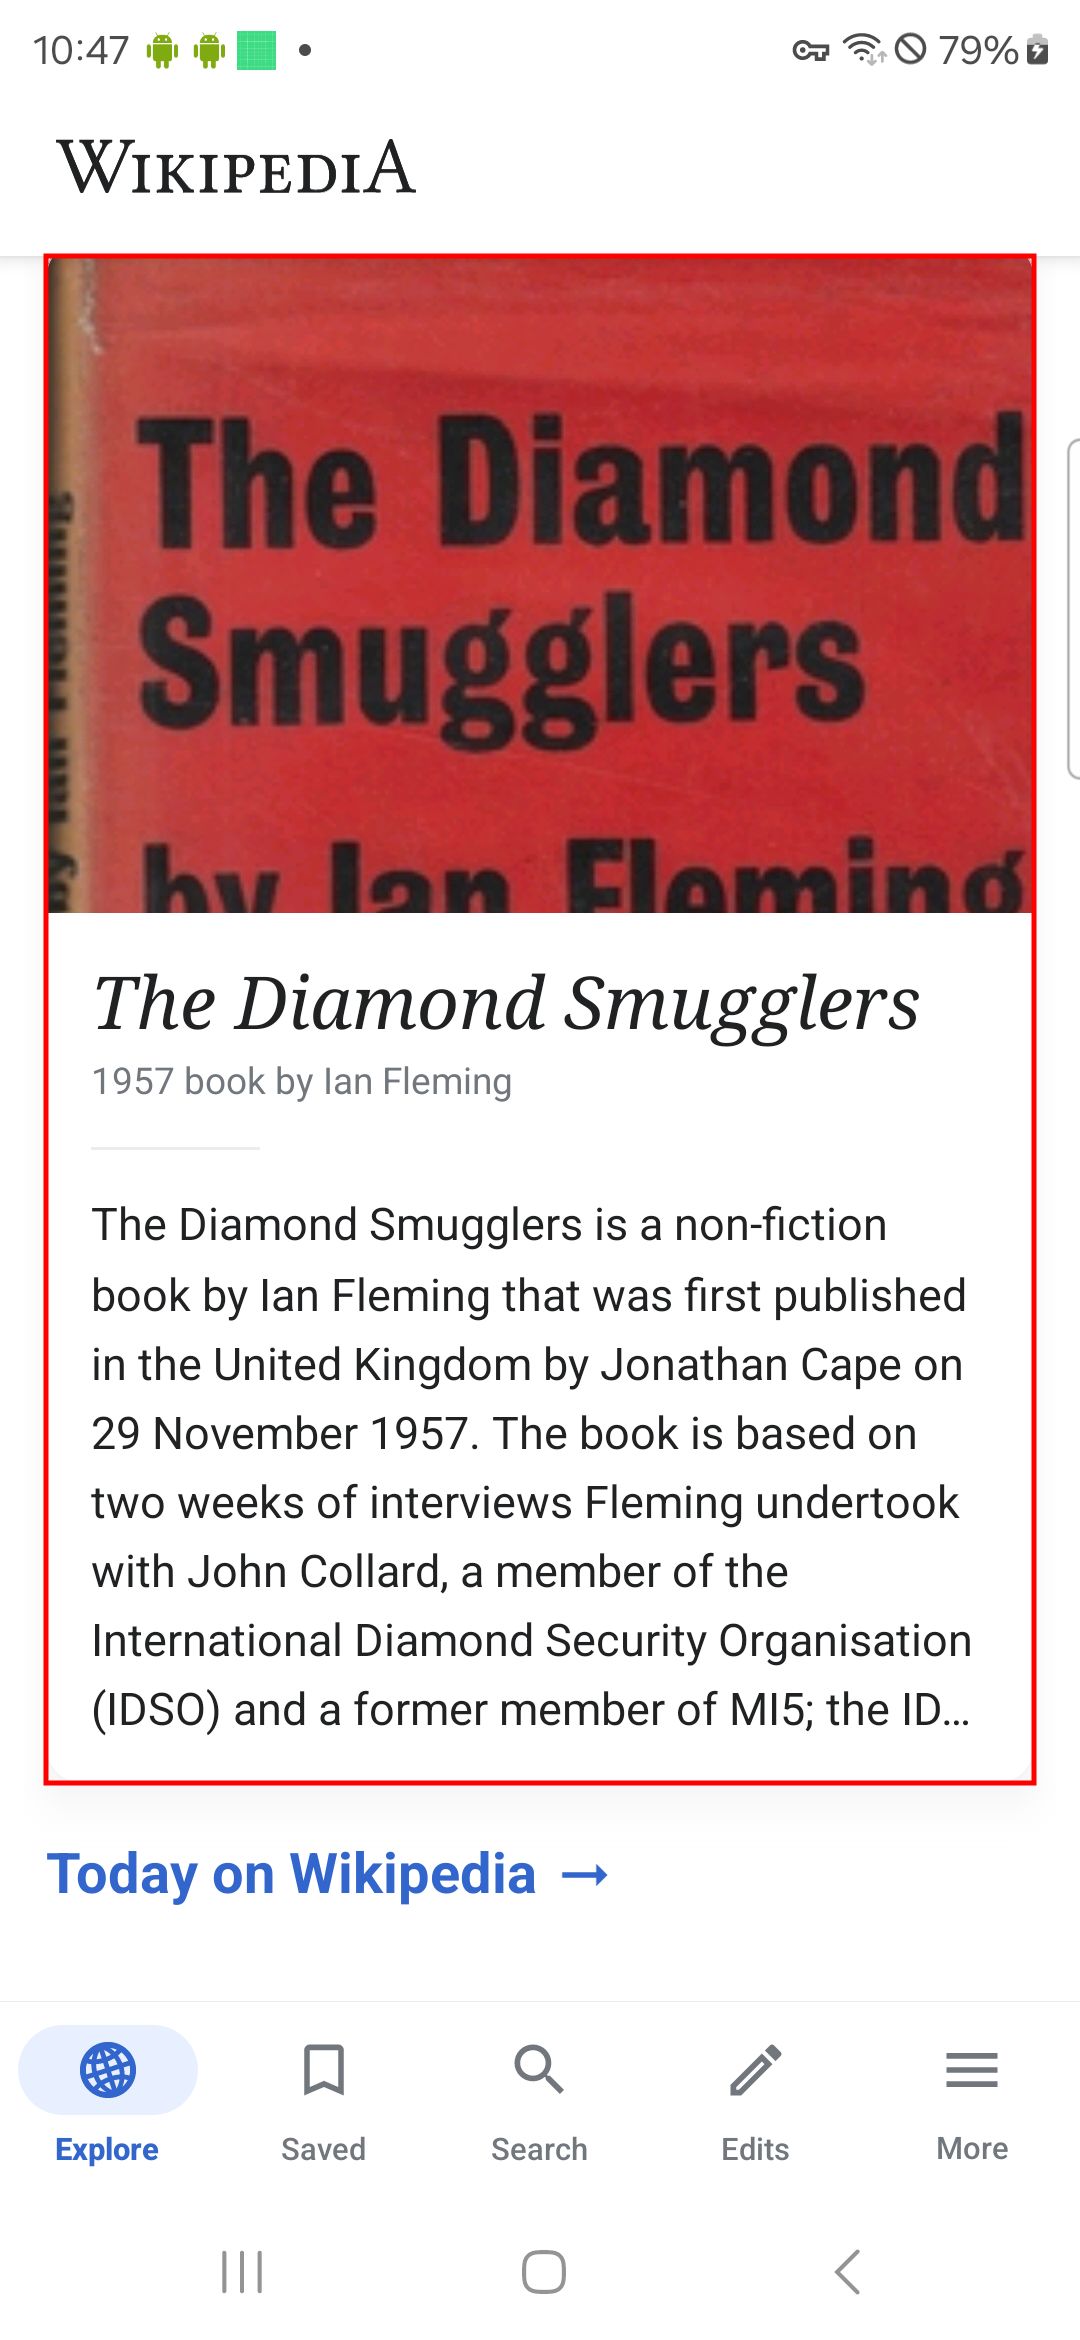 10:47
79%
WIKIPEDIA
The Diamond
Smugglers
by Ian Fleming
The Diamond Smugglers
1957 book by Ian Fleming
The Diamond Smugglers is a non-fiction
book by Ian Fleming that was first published
in the United Kingdom by Jonathan Cape on
29 November 1957. The book is based on
two weeks of interviews Fleming undertook
with John Collard, a member of the
International Diamond Security Organisation
(IDSO) and a former member of MI5; the ID…
Today on Wikipedia →
Explore
Saved
Search
Edits
More